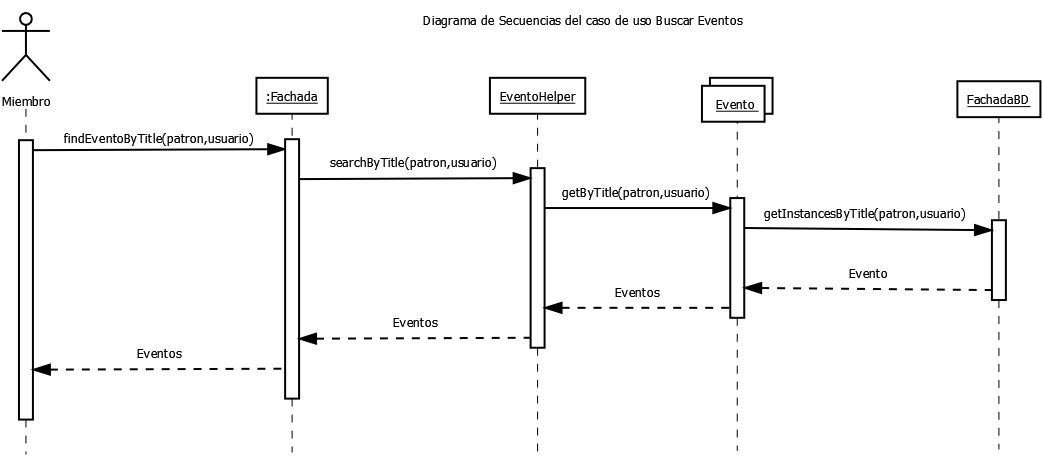 Diagrama de Secuencias del caso de uso Buscar Eventos
Miembro
:Fachada
EventoHelper
Evento
FachadaBD
findEventoByTitle(patron,usuario)
searchByTitle(patron,usuario)
getByTitle(patron,usuario)
getInstancesByTitle(patron,usuario)
Evento
Eventos
Eventos
Eventos